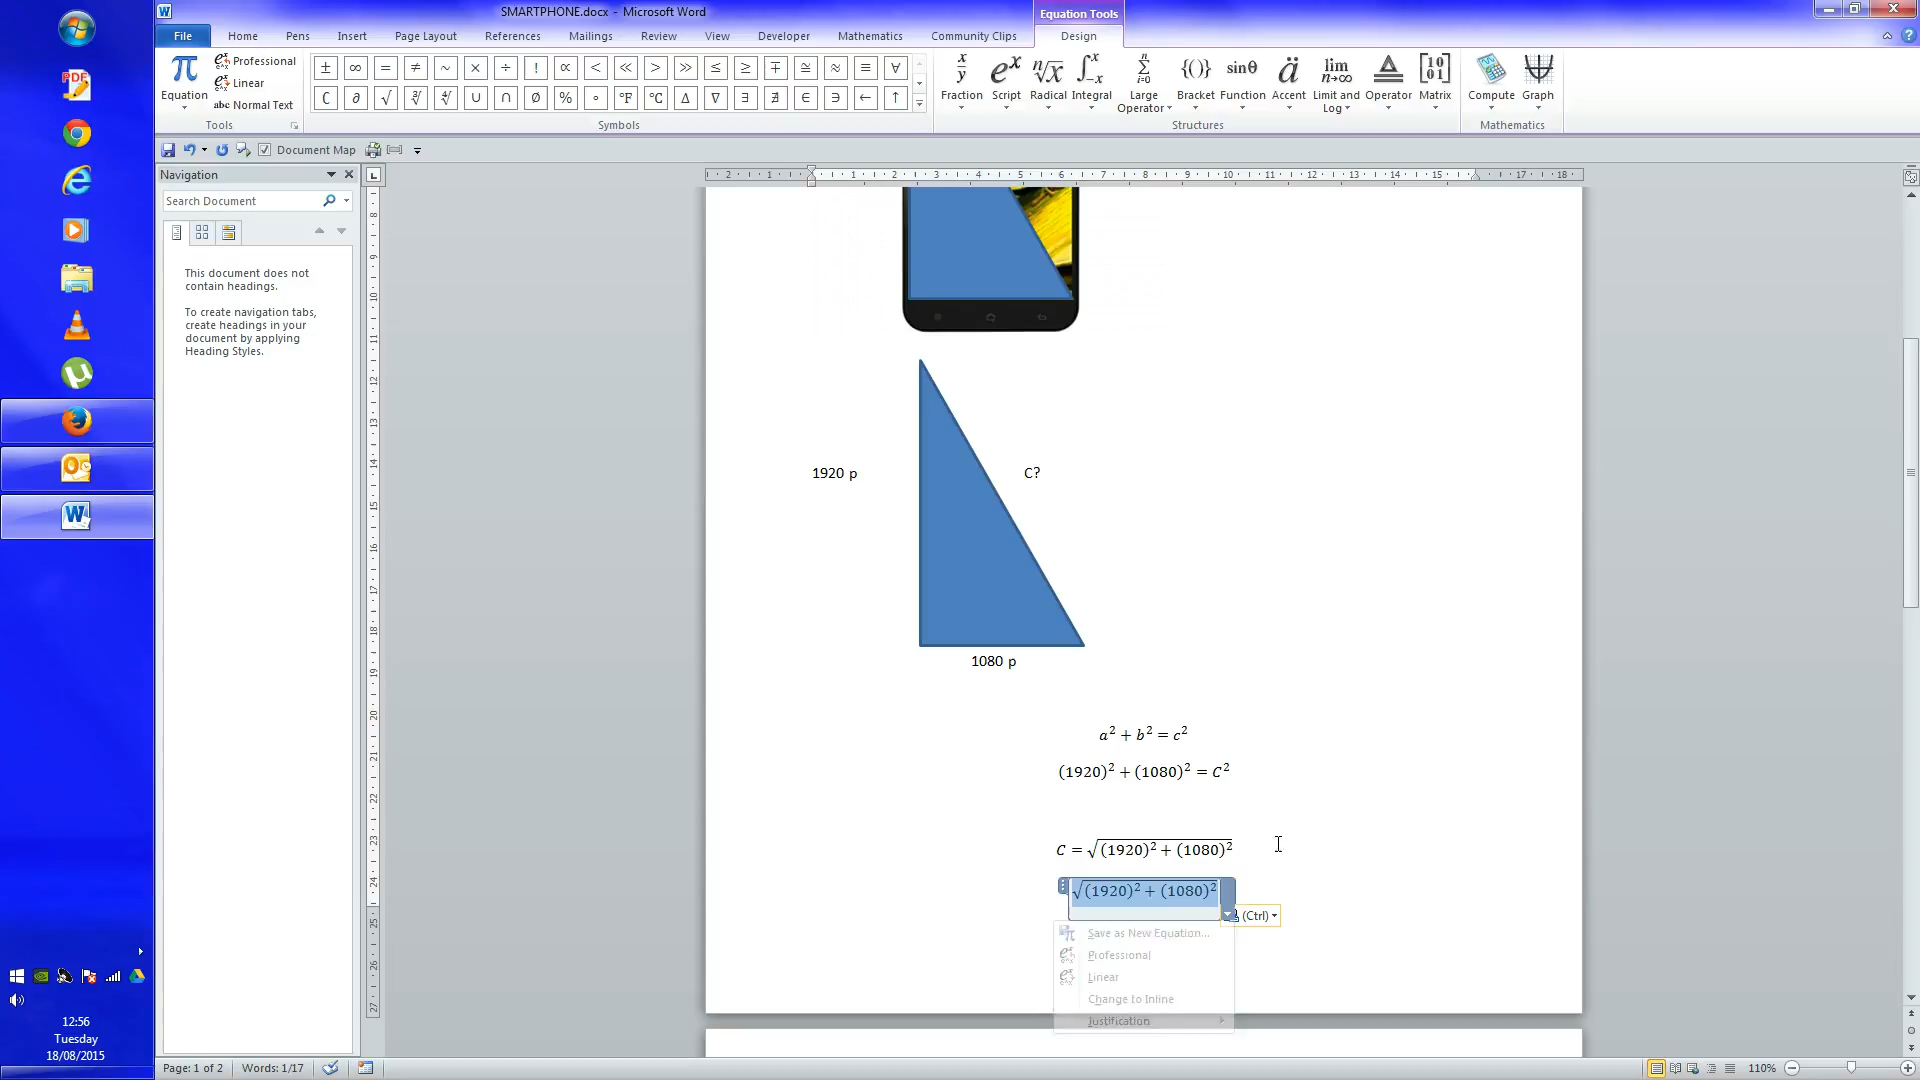 SMARTPHONE.docx - Microsoft Word
Equation Tools
File Home Pens Insert Page Layout References Mailings Review View Developer Mathematics Community Clips Design
π Equation
Professional
Linear
abc Normal Text
Tools
± ∞ = ≠ ~ × ÷ ! ∝ < ≪ > ≫ ≤ ≥ ∓ ≅ ≈ ≡ ∀
∁ ∂ √ ∛ ∜ ∪ ∩ ∅ % ° °F °C ∆ ∇ ∃ ∄ ∈ ∋ ← ↑
Symbols
Fraction Script Radical Integral Large Operator Bracket Function Accent Limit and Log Operator Matrix
Structures
Compute Graph
Mathematics
Document Map
Navigation
Search Document
This document does not
contain headings.
To create navigation tabs,
create headings in your
document by applying
Heading Styles.
1920 p
C?
1080 p
a² + b² = c²
(1920)² + (1080)² = C²
C = √(1920)² + (1080)²
√(1920)² + (1080)²
(Ctrl)
Save as New Equation...
Professional
Linear
Change to Inline
Justification
12:56
Tuesday
18/08/2015
Page: 1 of 2 Words: 1/17 110%